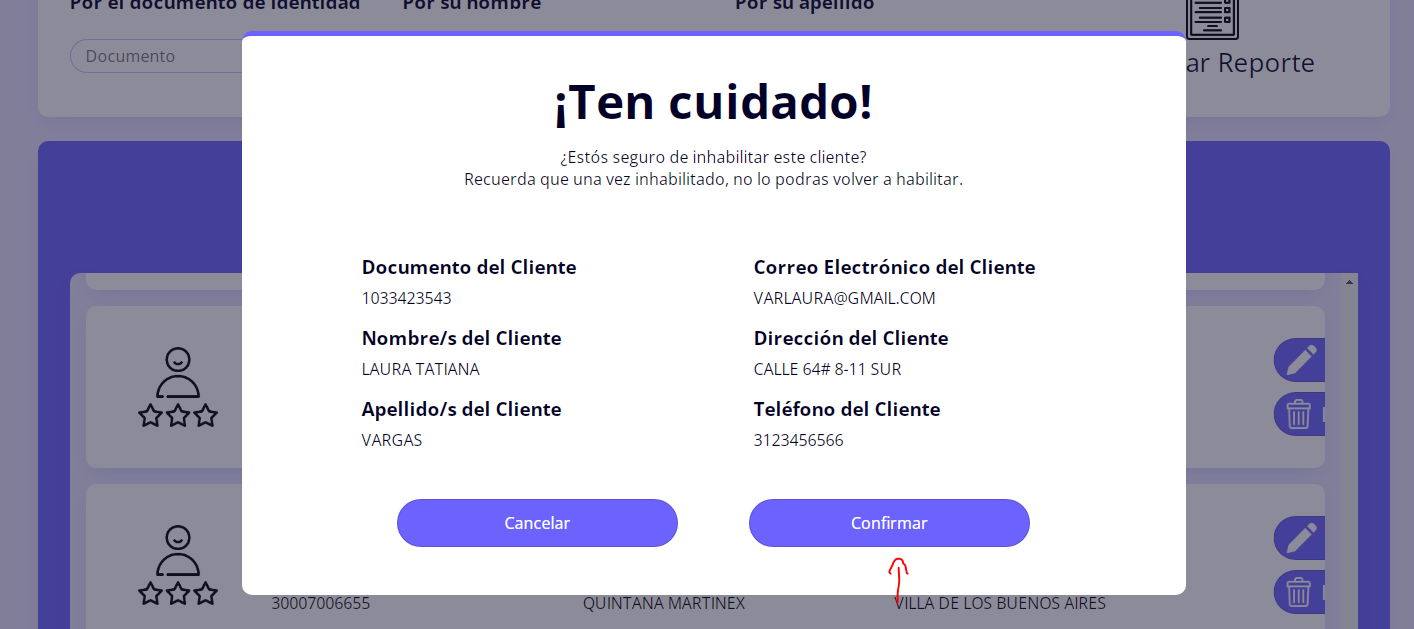 Por el documento de identidad
Por su nombre
Por su apellido
Documento
ar Reporte
¡Ten cuidado!
¿Estós seguro de inhabilitar este cliente?
Recuerda que una vez inhabilitado, no lo podras volver a habilitar.
Documento del Cliente
Correo Electrónico del Cliente
1033423543
VARLAURA@GMAIL.COM
Nombre/s del Cliente
Dirección del Cliente
LAURA TATIANA
CALLE 64# 8-11 SUR
Apellido/s del Cliente
Teléfono del Cliente
VARGAS
3123456566
Cancelar
Confirmar
30007006655
QUINTANA MARTINEX
VILLA DE LOS BUENOS AIRES